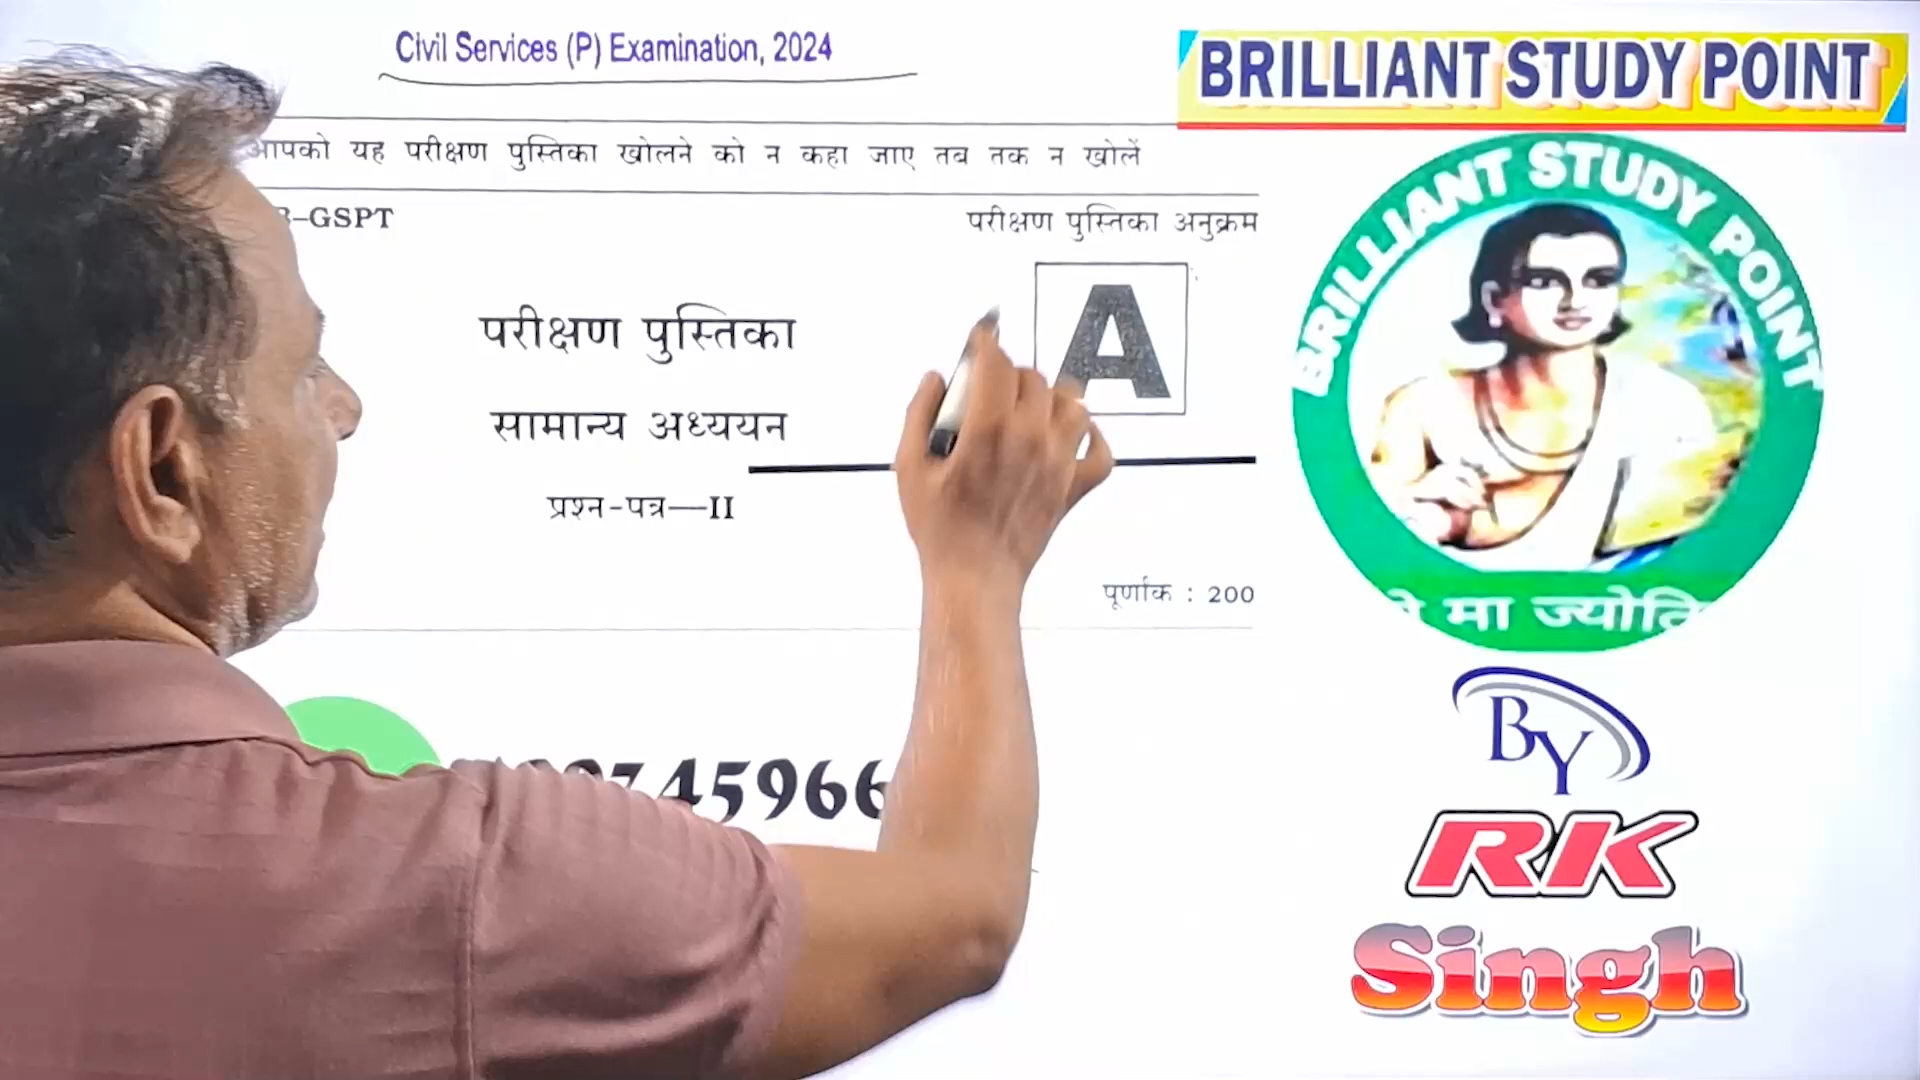 Civil Services (P) Examination, 2024
BRILLIANT STUDY POINT
आपको यह परीक्षण पुस्तिका खोलने को न कहा जाए तब तक न खोलें
–GSPT
परीक्षण पुस्तिका अनुक्रम
A
परीक्षण पुस्तिका
सामान्य अध्ययन
प्रश्न-पत्र—II
पूर्णांक : 200
45966
BRILLIANT STUDY POINT
मा
BY
RK
Singh